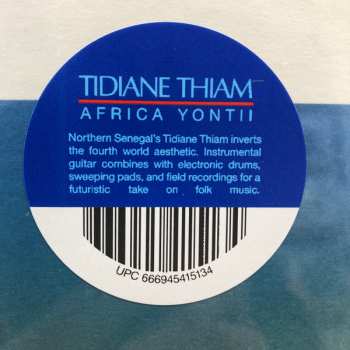 TIDIANE THIAM
AFRICA YONTII
Northern Senegal's Tidiane Thiam inverts
the fourth world aesthetic. Instrumental
guitar combines with electronic drums,
sweeping pads, and field recordings for a
futuristic take on folk music.
UPC 666945415134